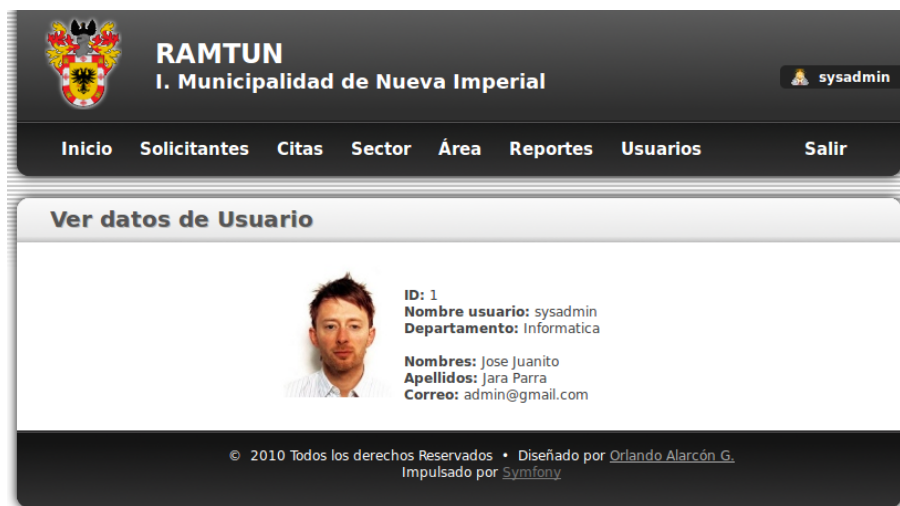 RAMTUN
I. Municipalidad de Nueva Imperial
sysadmin
Inicio Solicitantes Citas Sector Área Reportes Usuarios Salir
Ver datos de Usuario
ID: 1
Nombre usuario: sysadmin
Departamento: Informatica
Nombres: Jose Juanito
Apellidos: Jara Parra
Correo: admin@gmail.com
© 2010 Todos los derechos Reservados • Diseñado por Orlando Alarcón G.
Impulsado por Symfony